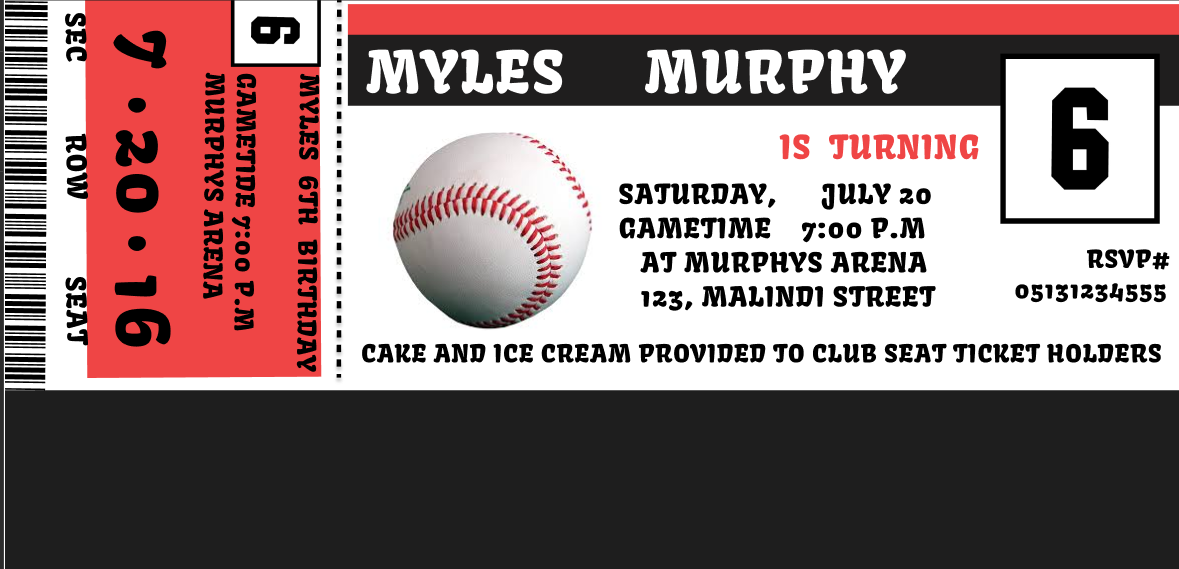 SEC ROW SEAT
7.20.16
MURPHYS ARENA
GAMETIDE 7:00 P.M
6
MYLES 6TH BIRTHDAY
MYLES MURPHY
6
IS TURNING
SATURDAY, JULY 20
GAMETIME 7:00 P.M
AT MURPHYS ARENA
123, MALINDI STREET
RSVP#
05131234555
CAKE AND ICE CREAM PROVIDED TO CLUB SEAT TICKET HOLDERS